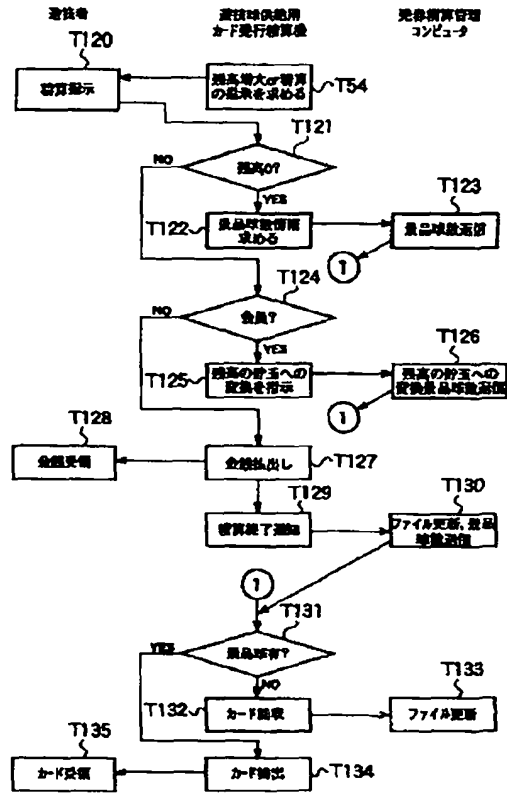 遊技者
遊技球供給用
カード発行精算機
発券精算管理
コンピュータ
T120
精算指示
残高増大or精算
の選択を求める
T54
T121
NO
残高0?
YES
T122
景品球数情報
求める
T123
景品球数返信
1
T124
NO
会員?
YES
T125
残高の貯玉への
変換を指示
T126
残高の貯玉への
変換景品球数返信
1
T128
金銭受領
金銭払出し
T127
T129
精算終了通知
T130
ファイル更新、景品
球数返信
1
T131
YES
景品球有?
NO
T132
カード回収
T133
ファイル更新
T135
カード受領
カード排出
T134